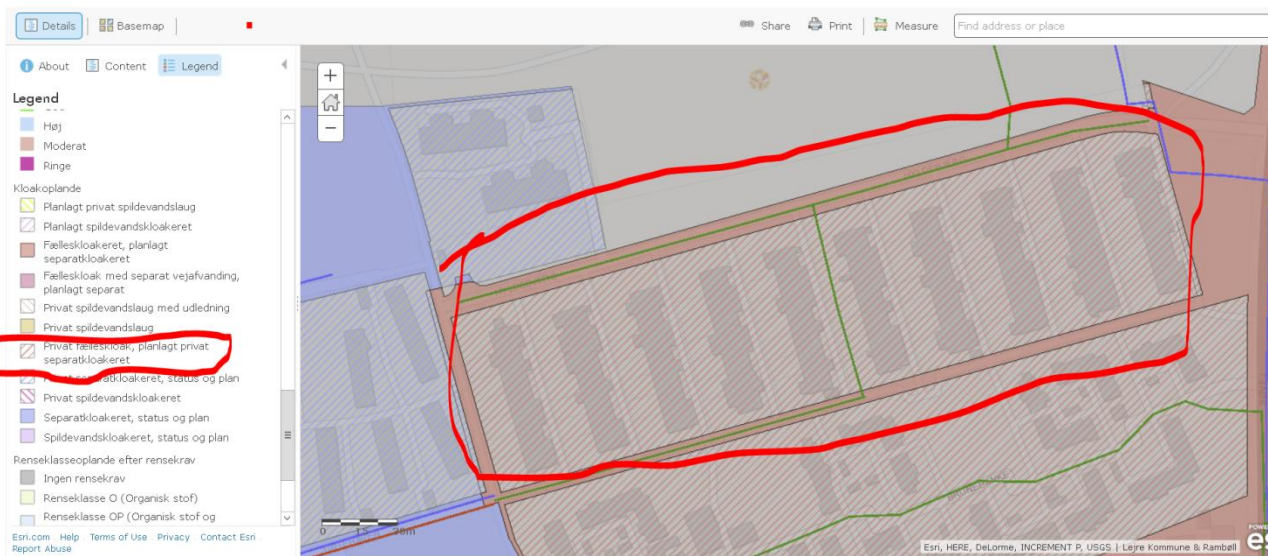 Details
Basemap
Share
Print
Measure
Find address or place
About
Content
Legend
Legend
Høj
Moderat
Ringe
Kloakoplande
Planlagt privat spildevandslaug
Planlagt spildevandskloakeret
Fælleskloakeret, planlagt
separatkloakeret
Fælleskloak med separat vejafvanding,
planlagt separat
Privat spildevandslaug med udledning
Privat spildevandslaug
Privat fælleskloak, planlagt privat
separatkloakeret
Privat separatkloakeret, status og plan
Privat spildevandskloakeret
Separatkloakeret, status og plan
Spildevandskloakeret, status og plan
Renseklasseoplande efter rensekrav
Ingen rensekrav
Renseklasse O (Organisk stof)
Renseklasse OP (Organisk stof og
Esri.com Help Terms of Use Privacy Contact Esri
Report Abuse
0 15 30m
Esri, HERE, DeLorme, INCREMENT P, USGS | Lejre Kommune & Rambøll